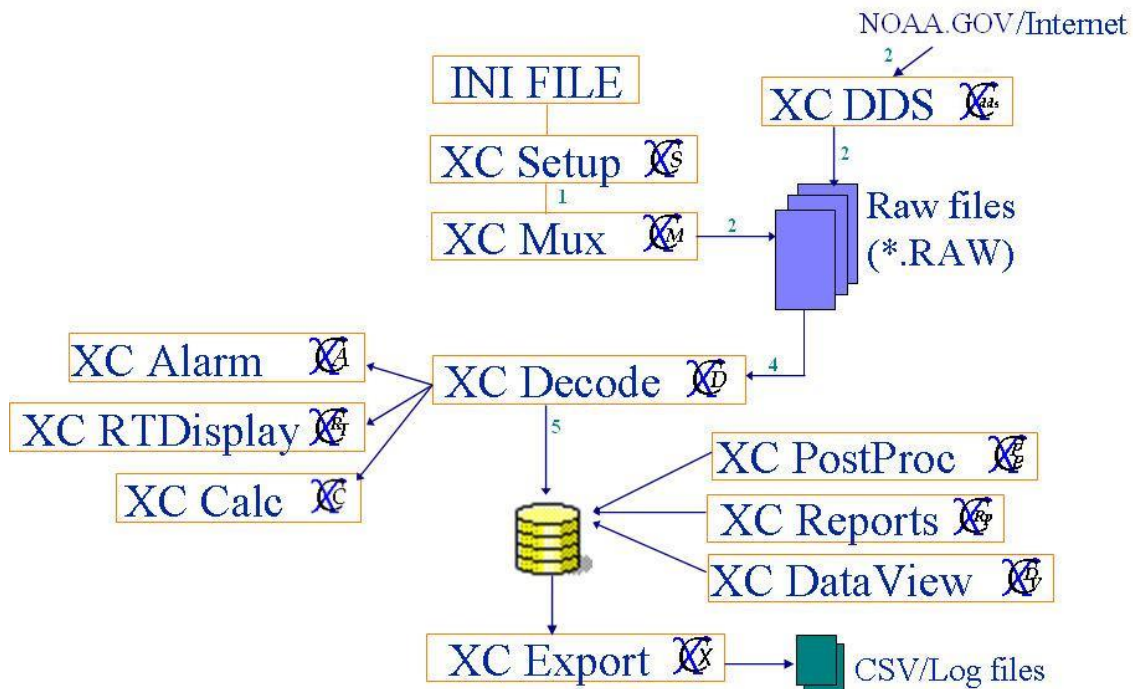 NOAA.GOV/Internet
2
INI FILE
XC DDS
XC Setup
2
1
Raw files
(*.RAW)
XC Mux
2
XC Alarm
XC Decode
4
XC RTDisplay
5
XC Calc
XC PostProc
XC Reports
XC DataView
XC Export
CSV/Log files